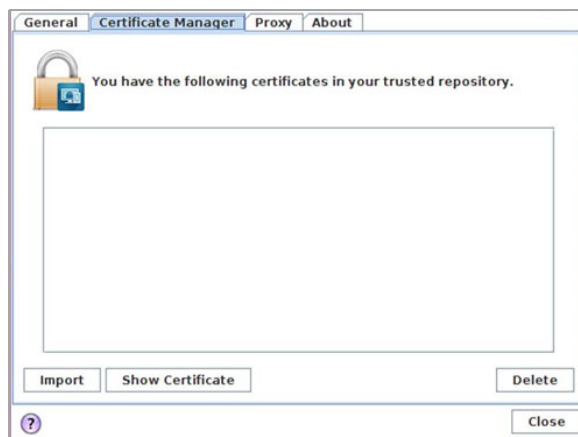 General Certificate Manager Proxy About
You have the following certificates in your trusted repository.
Import Show Certificate Delete
? Close